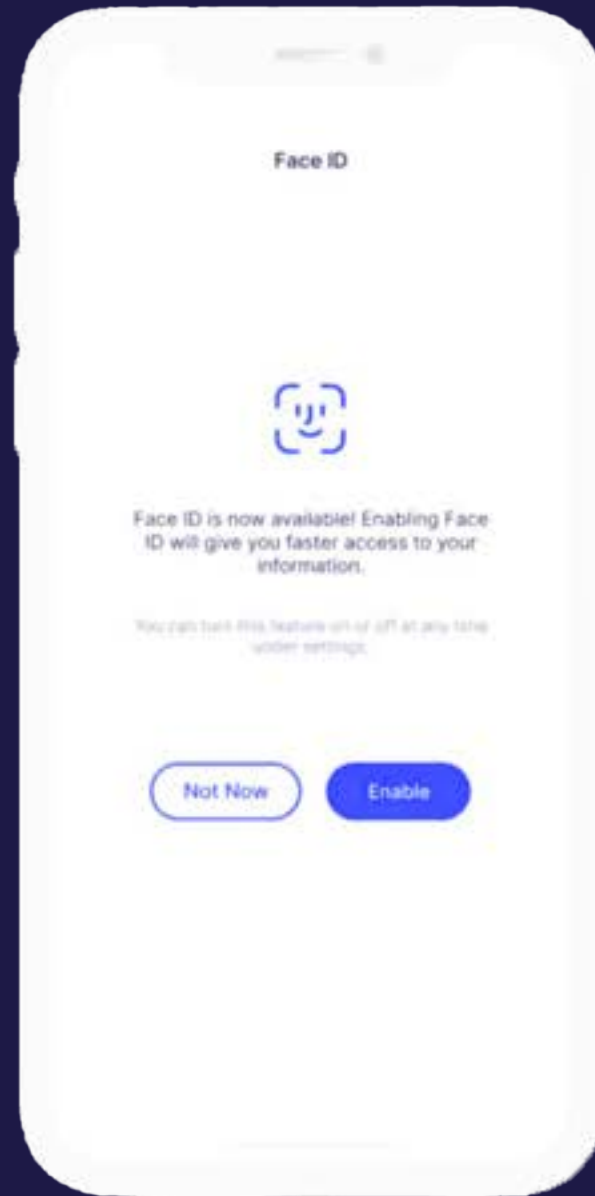 Face ID
Face ID is now available! Enabling Face
ID will give you faster access to your
information.
You can turn this feature on or off at any time
under settings.
Not Now
Enable